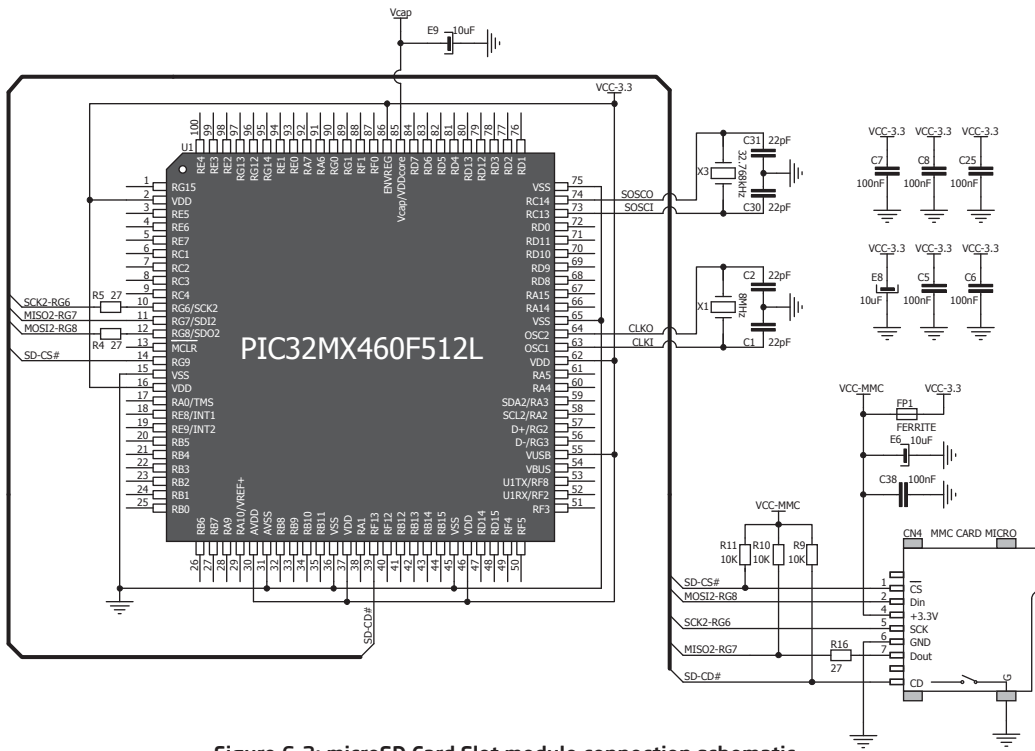 Vcap
E9 10uF
VCC-3.3
U1
100 99 98 97 96 95 94 93 92 91 90 89 88 87 86 85 84 83 82 81 80 79 78 77 76
RE4 RE3 RE2 RG13 RG12 RG14 RE1 RE0 RA7 RA6 RG0 RG1 RF1 RF0 ENVREG Vcap/VDDcore RD7 RD6 RD5 RD4 RD13 RD12 RD3 RD2 RD1
1 RG15
2 VDD
3 RE5
4 RE6
5 RE7
6 RC1
7 RC2
8 RC3
9 RC4
SCK2-RG6 R5 27 10 RG6/SCK2
MISO2-RG7 11 RG7/SDI2
MOSI2-RG8 R4 27 12 RG8/SDO2
13 MCLR
SD-CS# 14 RG9
15 VSS
16 VDD
17 RA0/TMS
18 RE8/INT1
19 RE9/INT2
20 RB5
21 RB4
22 RB3
23 RB2
24 RB1
25 RB0
PIC32MX460F512L
VSS 75
RC14 74 SOSCO
RC13 73 SOSCI
RD0 72
RD11 71
RD10 70
RD9 69
RD8 68
RA15 67
RA14 66
VSS 65
OSC2 64 CLKO
OSC1 63 CLKI
VDD 62
RA5 61
RA4 60
SDA2/RA3 59
SCL2/RA2 58
D+/RG2 57
D-/RG3 56
VUSB 55
VBUS 54
U1TX/RF8 53
U1RX/RF2 52
RF3 51
RB6 RB7 RA9 RA10/VREF+ AVDD AVSS RB8 RB9 RB10 RB11 VSS VDD RA1 RF13 RF12 RB12 RB13 RB14 RB15 VSS VDD RD14 RD15 RF4 RF5
26 27 28 29 30 31 32 33 34 35 36 37 38 39 40 41 42 43 44 45 46 47 48 49 50
SD-CD#
X3 32.768kHz
C31 22pF
C30 22pF
X1 8MHz
C2 22pF
C1 22pF
VCC-3.3 VCC-3.3 VCC-3.3
C7 C8 C25
100nF 100nF 100nF
VCC-3.3 VCC-3.3 VCC-3.3
E8 C5 C6
10uF 100nF 100nF
VCC-MMC VCC-3.3
FP1
FERRITE
E6 10uF
C38 100nF
VCC-MMC
R11 R10 R9
10K 10K 10K
CN4 MMC CARD MICRO
SD-CS# 1 CS
MOSI2-RG8 2 Din
4 +3.3V
SCK2-RG6 5 SCK
6 GND
MISO2-RG7 R16 27 7 Dout
SD-CD# CD G
Figure 6-3: microSD Card Slot module connection schematic